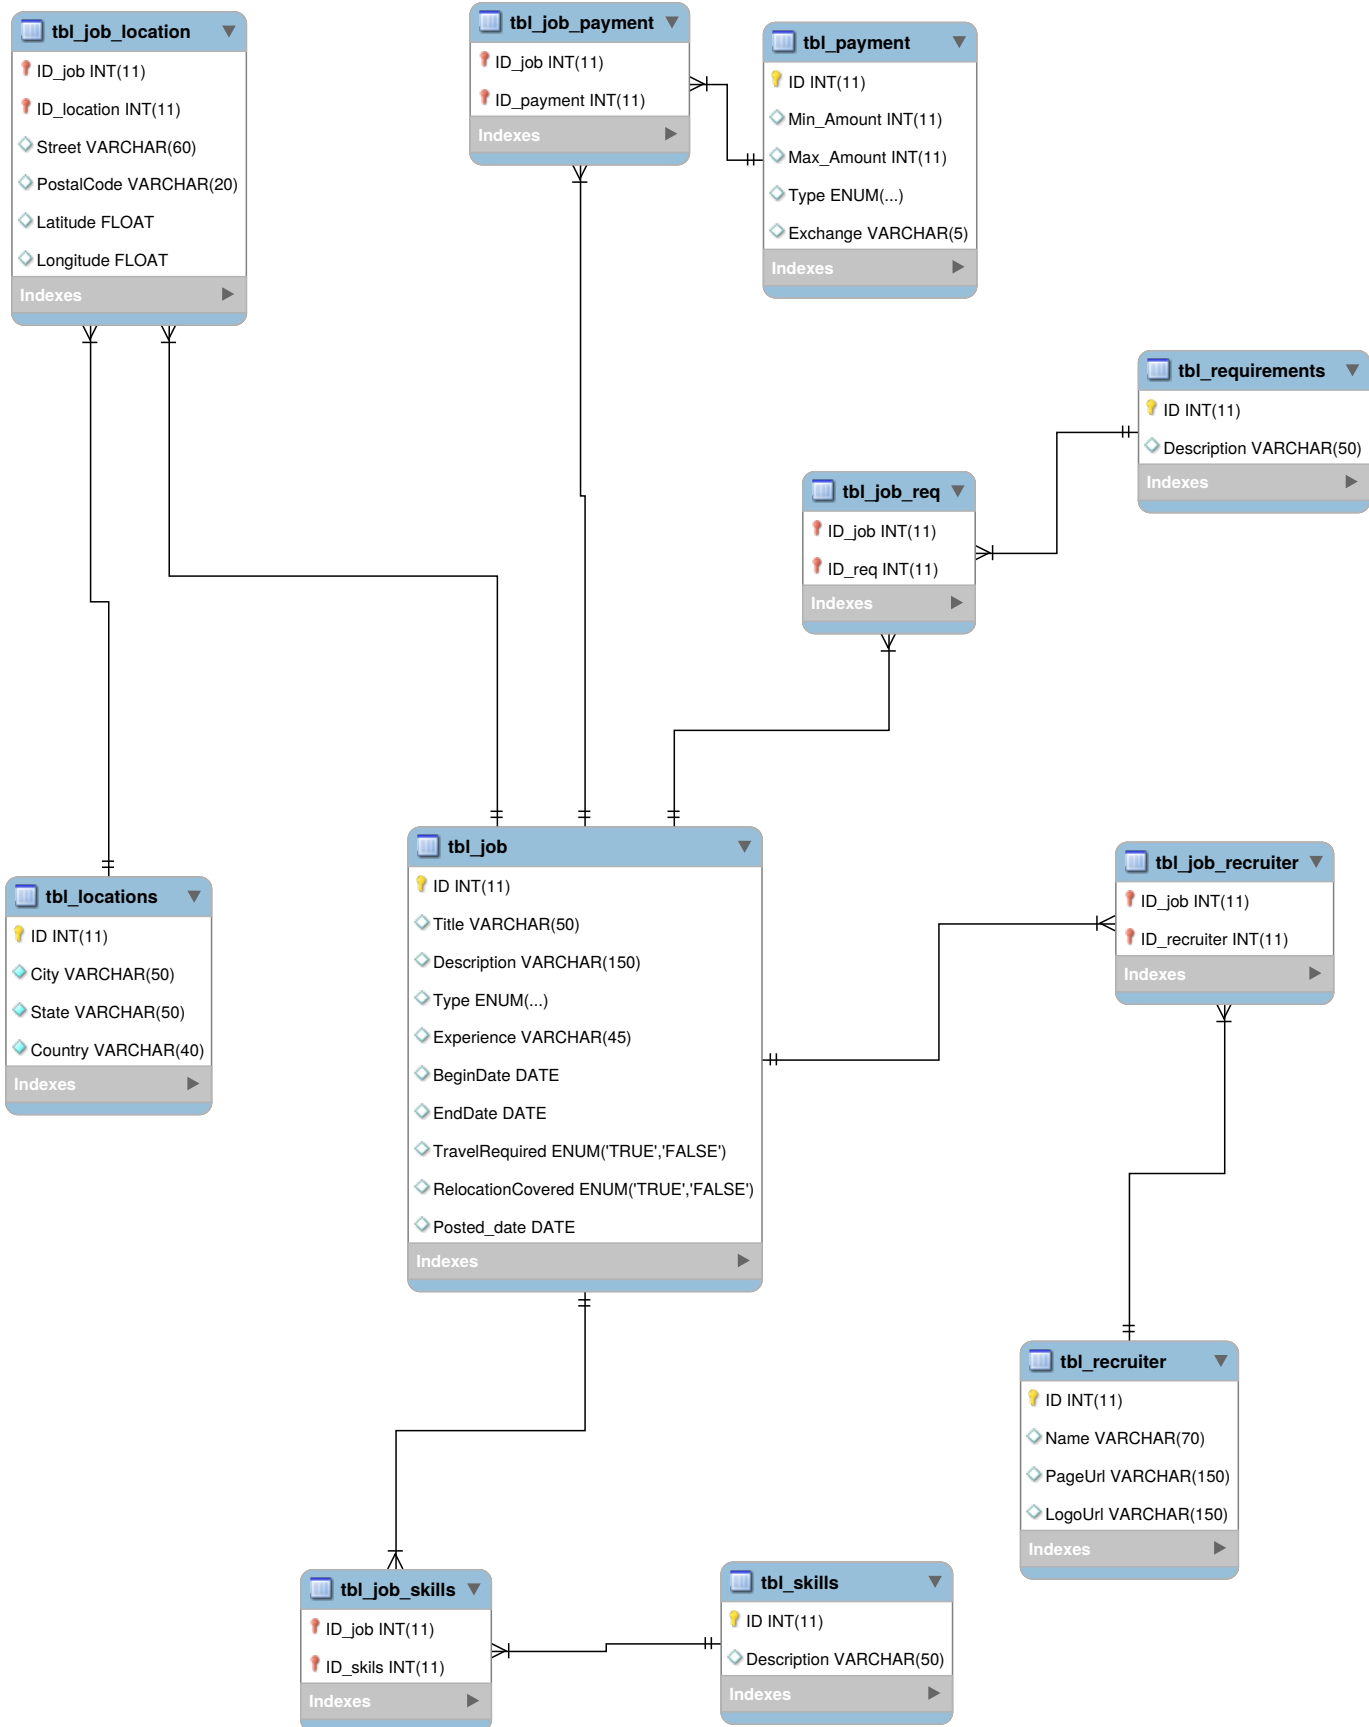 tbl_job_location
ID_job INT(11)
ID_location INT(11)
Street VARCHAR(60)
PostalCode VARCHAR(20)
Latitude FLOAT
Longitude FLOAT
Indexes
tbl_job_payment
ID_job INT(11)
ID_payment INT(11)
Indexes
tbl_payment
ID INT(11)
Min_Amount INT(11)
Max_Amount INT(11)
Type ENUM(...)
Exchange VARCHAR(5)
Indexes
tbl_requirements
ID INT(11)
Description VARCHAR(50)
Indexes
tbl_job_req
ID_job INT(11)
ID_req INT(11)
Indexes
tbl_locations
ID INT(11)
City VARCHAR(50)
State VARCHAR(50)
Country VARCHAR(40)
Indexes
tbl_job
ID INT(11)
Title VARCHAR(50)
Description VARCHAR(150)
Type ENUM(...)
Experience VARCHAR(45)
BeginDate DATE
EndDate DATE
TravelRequired ENUM('TRUE','FALSE')
RelocationCovered ENUM('TRUE','FALSE')
Posted_date DATE
Indexes
tbl_job_recruiter
ID_job INT(11)
ID_recruiter INT(11)
Indexes
tbl_recruiter
ID INT(11)
Name VARCHAR(70)
PageUrl VARCHAR(150)
LogoUrl VARCHAR(150)
Indexes
tbl_job_skills
ID_job INT(11)
ID_skils INT(11)
Indexes
tbl_skills
ID INT(11)
Description VARCHAR(50)
Indexes